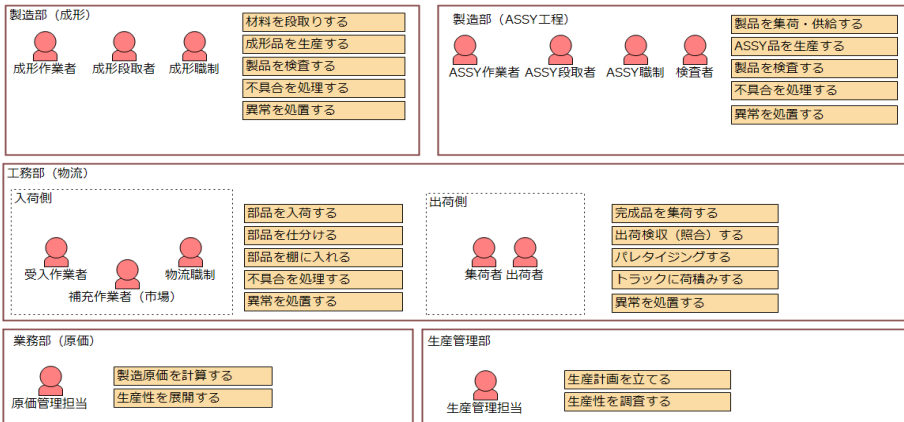 製造部（成形）
成形作業者
成形段取者
成形職制
材料を段取りする
成形品を生産する
製品を検査する
不具合を処理する
異常を処置する
製造部（ASSY工程）
ASSY作業者
ASSY段取者
ASSY職制
検査者
製品を集荷・供給する
ASSY品を生産する
製品を検査する
不具合を処理する
異常を処置する
工務部（物流）
入荷側
受入作業者
補充作業者（市場）
物流職制
部品を入荷する
部品を仕分ける
部品を棚に入れる
不具合を処理する
異常を処置する
出荷側
集荷者
出荷者
完成品を集荷する
出荷検収（照合）する
パレタイジングする
トラックに荷積みする
異常を処置する
業務部（原価）
原価管理担当
製造原価を計算する
生産性を展開する
生産管理部
生産管理担当
生産計画を立てる
生産性を調査する